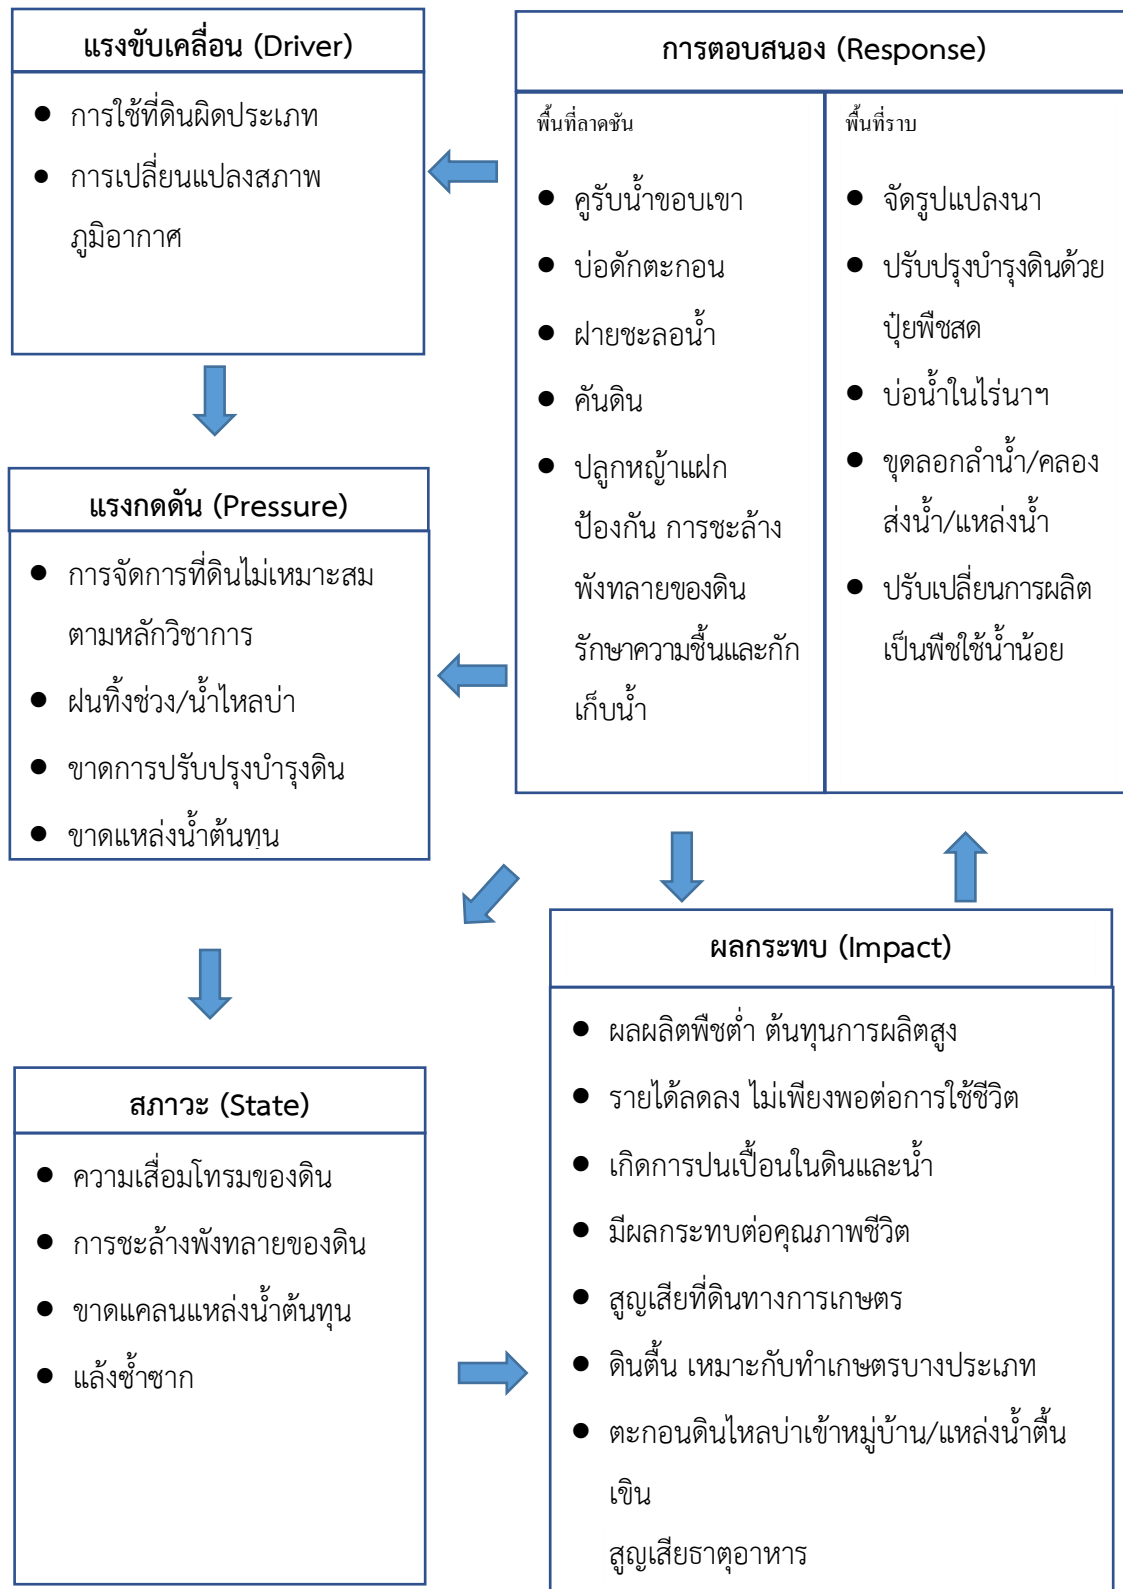 แรงขับเคลื่อน (Driver)
● การใช้ที่ดินผิดประเภท
● การเปลี่ยนแปลงสภาพ
ภูมิอากาศ
การตอบสนอง (Response)
พื้นที่ลาดชัน
● คูรับน้ำขอบเขา
● บ่อดักตะกอน
● ฝายชะลอน้ำ
● คันดิน
● ปลูกหญ้าแฝก
ป้องกัน การชะล้าง
พังทลายของดิน
รักษาความชื้นและกัก
เก็บน้ำ
พื้นที่ราบ
● จัดรูปแปลงนา
● ปรับปรุงบำรุงดินด้วย
ปุ๋ยพืชสด
● บ่อน้ำในไร่นาฯ
● ขุดลอกลำน้ำ/คลอง
ส่งน้ำ/แหล่งน้ำ
● ปรับเปลี่ยนการผลิต
เป็นพืชใช้น้ำน้อย
แรงกดดัน (Pressure)
● การจัดการที่ดินไม่เหมาะสม
ตามหลักวิชาการ
● ฝนทิ้งช่วง/น้ำไหลบ่า
● ขาดการปรับปรุงบำรุงดิน
● ขาดแหล่งน้ำต้นทุน
สภาวะ (State)
● ความเสื่อมโทรมของดิน
● การชะล้างพังทลายของดิน
● ขาดแคลนแหล่งน้ำต้นทุน
● แล้งซ้ำซาก
ผลกระทบ (Impact)
● ผลผลิตพืชต่ำ ต้นทุนการผลิตสูง
● รายได้ลดลง ไม่เพียงพอต่อการใช้ชีวิต
● เกิดการปนเปื้อนในดินและน้ำ
● มีผลกระทบต่อคุณภาพชีวิต
● สูญเสียที่ดินทางการเกษตร
● ดินตื้น เหมาะกับทำเกษตรบางประเภท
● ตะกอนดินไหลบ่าเข้าหมู่บ้าน/แหล่งน้ำตื้น
เขิน
สูญเสียธาตุอาหาร